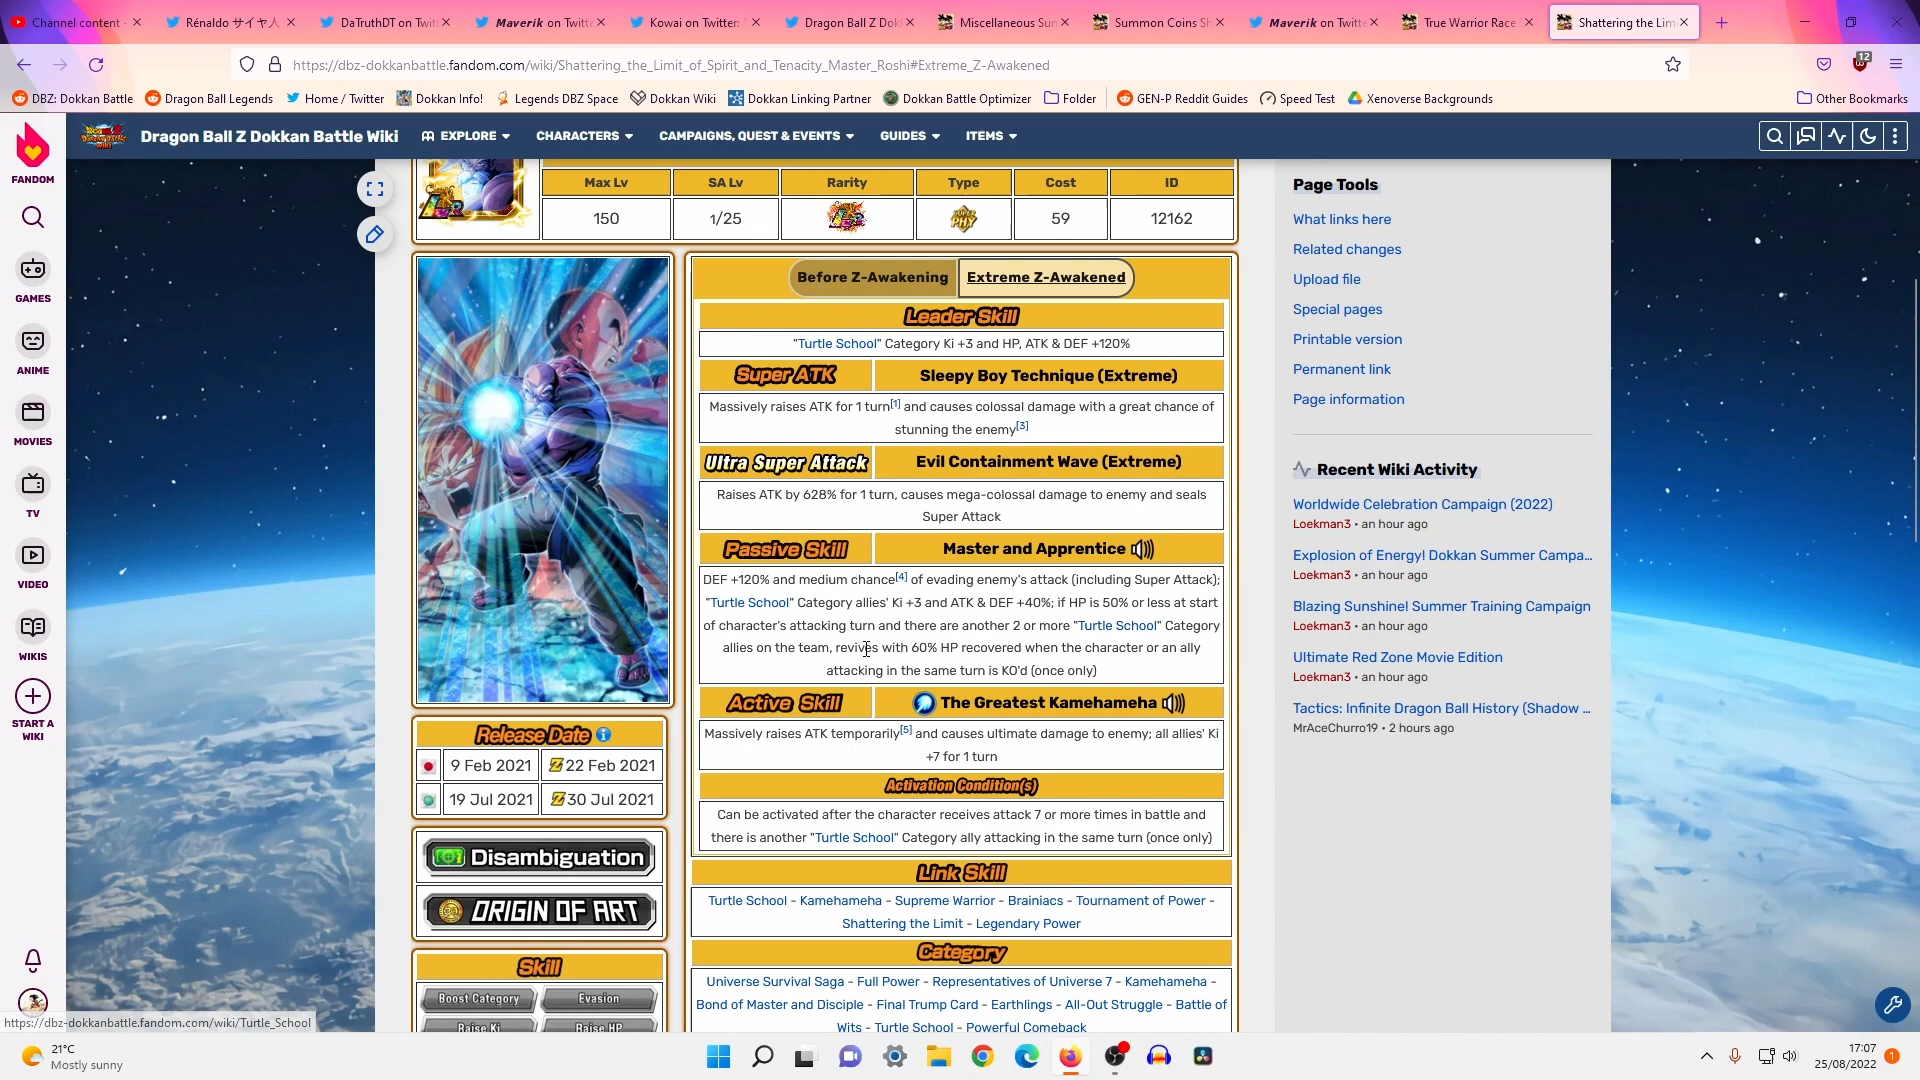 Channel content -
Rénaldo サイヤ人
DaTruthDT on Twit
Maverik on Twitte
Kowai on Twitter: "
Dragon Ball Z Dok
Miscellaneous Sun
Summon Coins Sh
Maverik on Twitte
True Warrior Race S
Shattering the Lim
https://dbz-dokkanbattle.fandom.com/wiki/Shattering_the_Limit_of_Spirit_and_Tenacity_Master_Roshi#Extreme_Z-Awakened
12
DBZ: Dokkan Battle
Dragon Ball Legends
Home / Twitter
Dokkan Info!
Legends DBZ Space
Dokkan Wiki
Dokkan Linking Partner
Dokkan Battle Optimizer
Folder
GEN-P Reddit Guides
Speed Test
Xenoverse Backgrounds
Other Bookmarks
Dragon Ball Z Dokkan Battle Wiki
EXPLORE
CHARACTERS
CAMPAIGNS, QUEST & EVENTS
GUIDES
ITEMS
FANDOM
GAMES
ANIME
MOVIES
TV
VIDEO
WIKIS
START A
WIKI
Max Lv
SA Lv
Rarity
Type
Cost
ID
150
1/25
SUPER
PHY
59
12162
Before Z-Awakening
Extreme Z-Awakened
Leader Skill
"Turtle School" Category Ki +3 and HP, ATK & DEF +120%
Super ATK
Sleepy Boy Technique (Extreme)
Massively raises ATK for 1 turn[1] and causes colossal damage with a great chance of
stunning the enemy[3]
Ultra Super Attack
Evil Containment Wave (Extreme)
Raises ATK by 628% for 1 turn, causes mega-colossal damage to enemy and seals
Super Attack
Passive Skill
Master and Apprentice
DEF +120% and medium chance[4] of evading enemy's attack (including Super Attack);
"Turtle School" Category allies' Ki +3 and ATK & DEF +40%; if HP is 50% or less at start
of character's attacking turn and there are another 2 or more "Turtle School" Category
allies on the team, revives with 60% HP recovered when the character or an ally
attacking in the same turn is KO'd (once only)
Active Skill
The Greatest Kamehameha
Massively raises ATK temporarily[5] and causes ultimate damage to enemy; all allies' Ki
+7 for 1 turn
Activation Condition(s)
Can be activated after the character receives attack 7 or more times in battle and
there is another "Turtle School" Category ally attacking in the same turn (once only)
Link Skill
Turtle School - Kamehameha - Supreme Warrior - Brainiacs - Tournament of Power -
Shattering the Limit - Legendary Power
Category
Universe Survival Saga - Full Power - Representatives of Universe 7 - Kamehameha -
Bond of Master and Disciple - Final Trump Card - Earthlings - All-Out Struggle - Battle of
Wits - Turtle School - Powerful Comeback
Release Date
9 Feb 2021
Z 22 Feb 2021
19 Jul 2021
Z 30 Jul 2021
Disambiguation
ORIGIN OF ART
Skill
Boost Category
Evasion
Raise Ki
Raise HP
Page Tools
What links here
Related changes
Upload file
Special pages
Printable version
Permanent link
Page information
Recent Wiki Activity
Worldwide Celebration Campaign (2022)
Loekman3 • an hour ago
Explosion of Energy! Dokkan Summer Campa...
Loekman3 • an hour ago
Blazing Sunshine! Summer Training Campaign
Loekman3 • an hour ago
Ultimate Red Zone Movie Edition
Loekman3 • an hour ago
Tactics: Infinite Dragon Ball History (Shadow ...
MrAceChurro19 • 2 hours ago
https://dbz-dokkanbattle.fandom.com/wiki/Turtle_School
21°C
Mostly sunny
17:07
25/08/2022
1